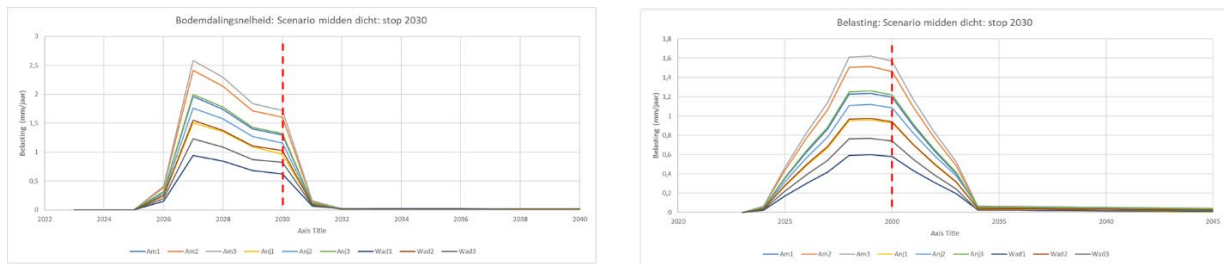 Bodemdalingsnelheid: Scenario midden dicht: stop 2030
Belasting (mm/jaar)
3
2,5
2
1,5
1
0,5
0
2022 2024 2026 2028 2030 2032 2034 2036 2038 2040
Axis Title
Am1 Am2 Am3 Anj1 Anj2 Anj3 Wad1 Wad2 Wad3
Belasting: Scenario midden dicht: stop 2030
Belasting (mm/jaar)
1,8
1,6
1,4
1,2
1
0,8
0,6
0,4
0,2
0
2020 2025 2030 2035 2040 2045
Axis Title
Am1 Am2 Am3 Anj1 Anj2 Anj3 Wad1 Wad2 Wad3